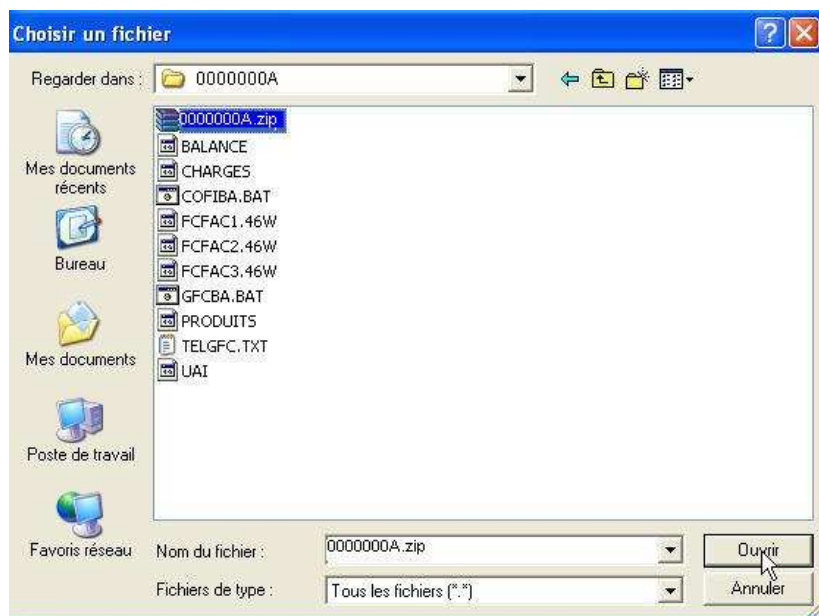 Choisir un fichier
Regarder dans : 0000000A
Mes documents
récents
Bureau
Mes documents
Poste de travail
Favoris réseau
0000000A.zip
BALANCE
CHARGES
COFIBA.BAT
FCFAC1.46W
FCFAC2.46W
FCFAC3.46W
GFCBA.BAT
PRODUITS
TELGFC.TXT
UAI
Nom du fichier : 0000000A.zip Ouvrir
Fichiers de type : Tous les fichiers (*.*) Annuler